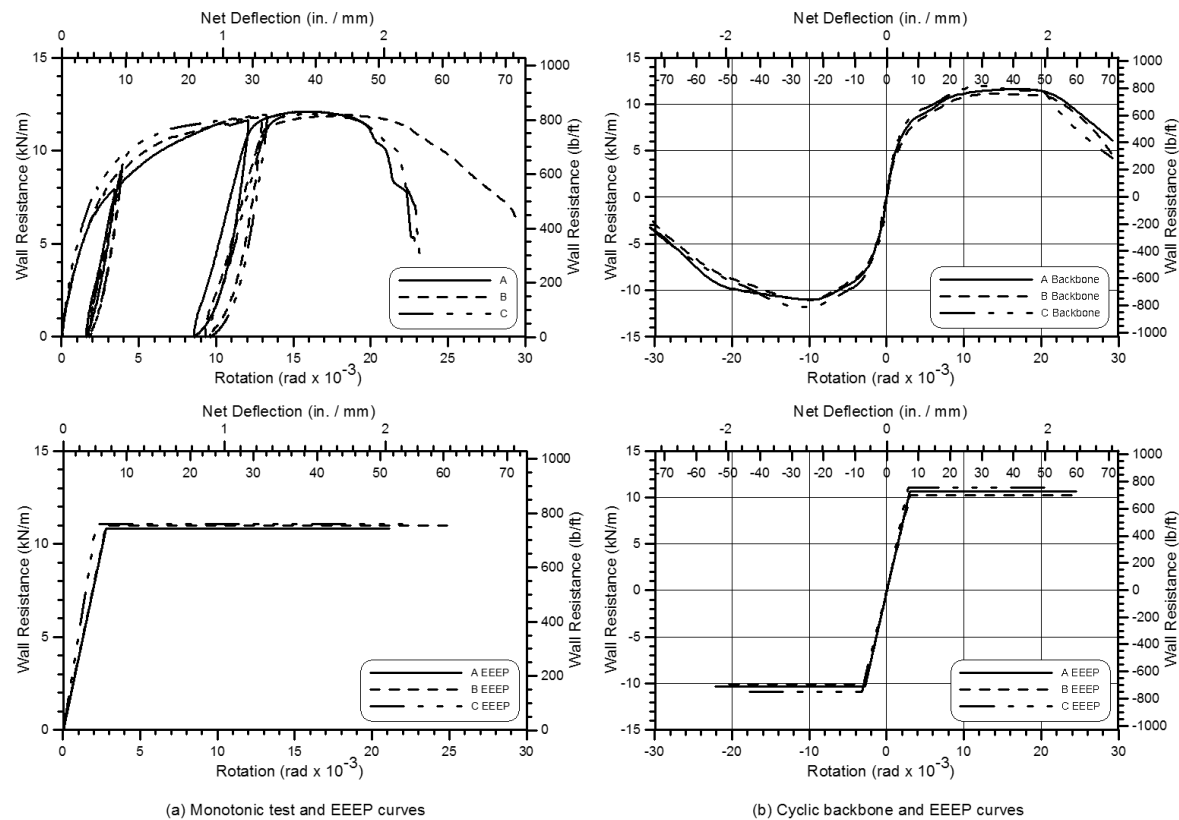 Net Deflection (in. / mm)
0 1 2
0 10 20 30 40 50 60 70
15
10
5
0
Wall Resistance (kN/m)
1000
800
600
400
200
0
Wall Resistance (lb/ft)
A
B
C
0 5 10 15 20 25 30
Rotation (rad x 10-3)
Net Deflection (in. / mm)
-2 0 2
-70 -60 -50 -40 -30 -20 -10 0 10 20 30 40 50 60 70
15
10
5
0
-5
-10
-15
Wall Resistance (kN/m)
1000
800
600
400
200
0
-200
-400
-600
-800
-1000
Wall Resistance (lb/ft)
A Backbone
B Backbone
C Backbone
-30 -20 -10 0 10 20 30
Rotation (rad x 10-3)
Net Deflection (in. / mm)
0 1 2
10 20 30 40 50 60 70
15
10
5
0
Wall Resistance (kN/m)
1000
800
600
400
200
0
Wall Resistance (lb/ft)
A EEEP
B EEEP
C EEEP
0 5 10 15 20 25 30
Rotation (rad x 10-3)
Net Deflection (in. / mm)
-2 0 2
-70 -60 -50 -40 -30 -20 -10 0 10 20 30 40 50 60 70
15
10
5
0
-5
-10
-15
Wall Resistance (kN/m)
1000
800
600
400
200
0
-200
-400
-600
-800
-1000
Wall Resistance (lb/ft)
A EEEP
B EEEP
C EEEP
-30 -20 -10 0 10 20 30
Rotation (rad x 10-3)
(a) Monotonic test and EEEP curves
(b) Cyclic backbone and EEEP curves